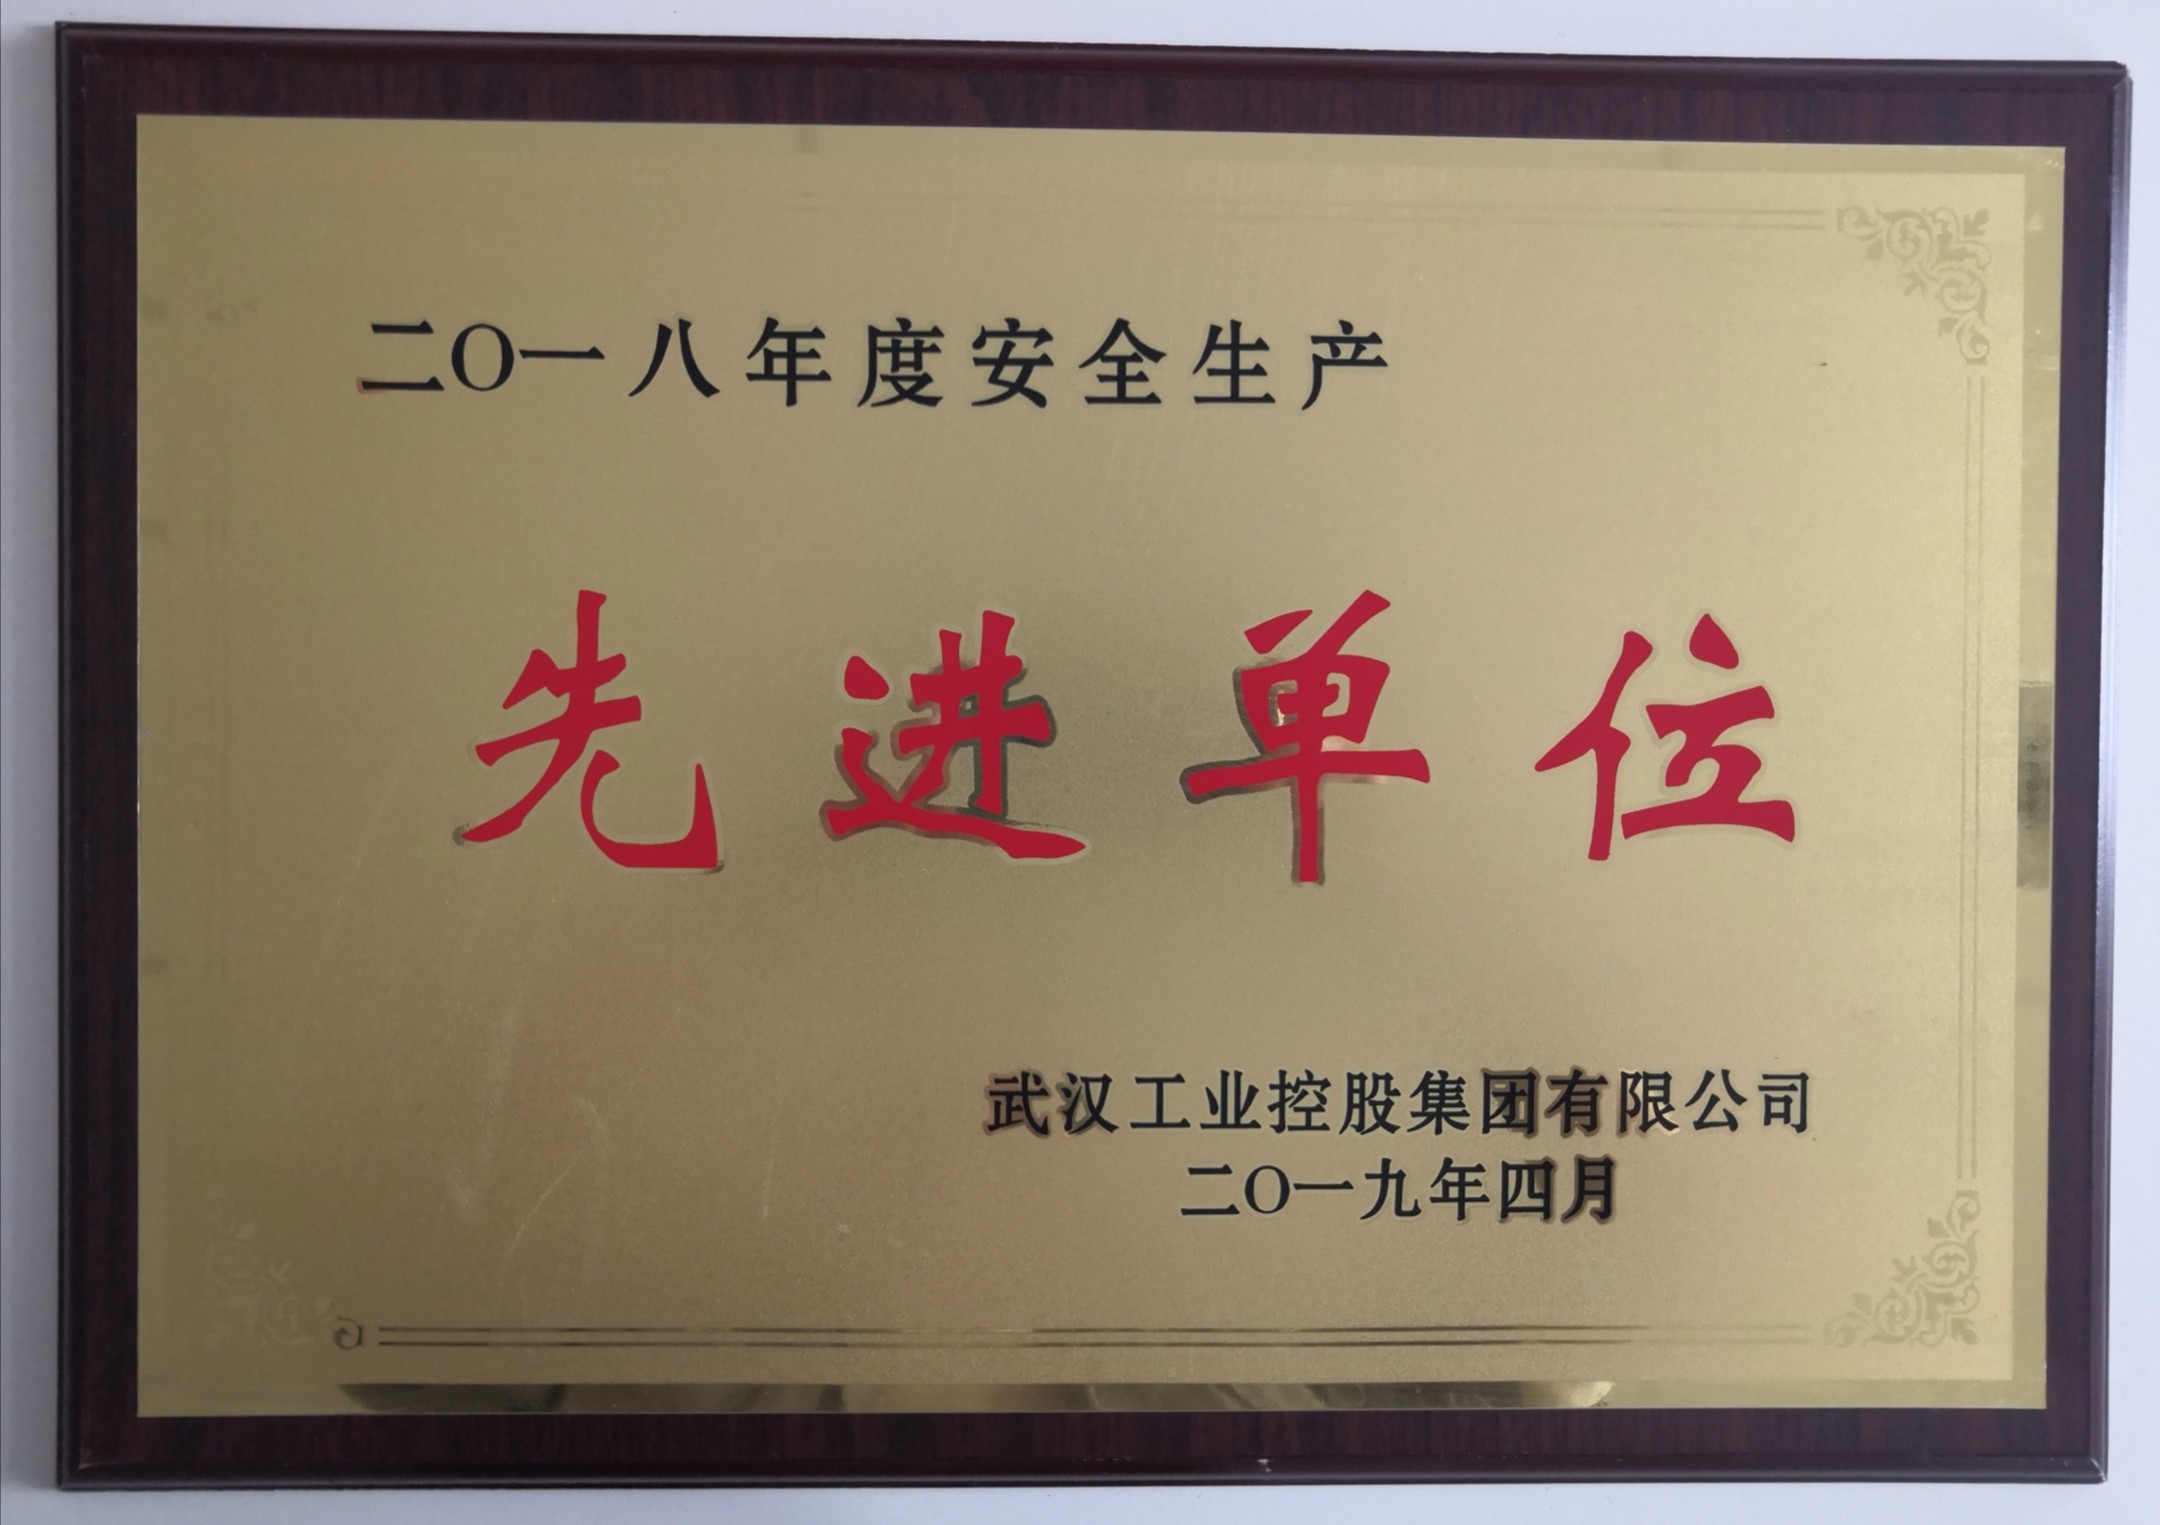 二〇一八年度安全生产
先进单位
武汉工业控股集团有限公司
二〇一九年四月